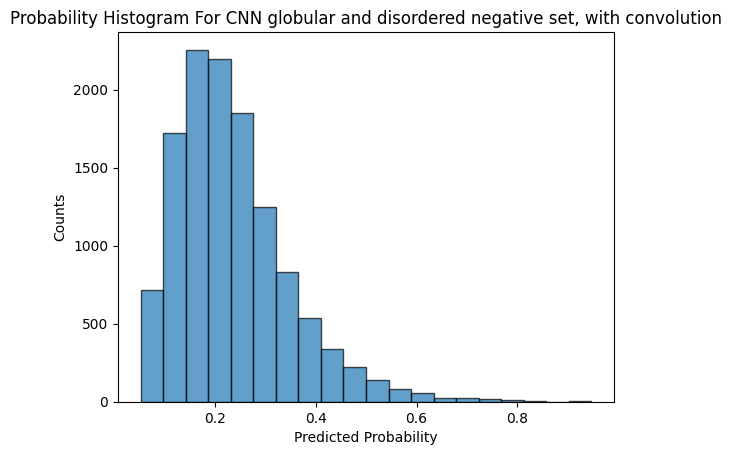 Probability Histogram For CNN globular and disordered negative set, with convolution
2000
1500
1000
500
0
Counts
0.2 0.4 0.6 0.8
Predicted Probability